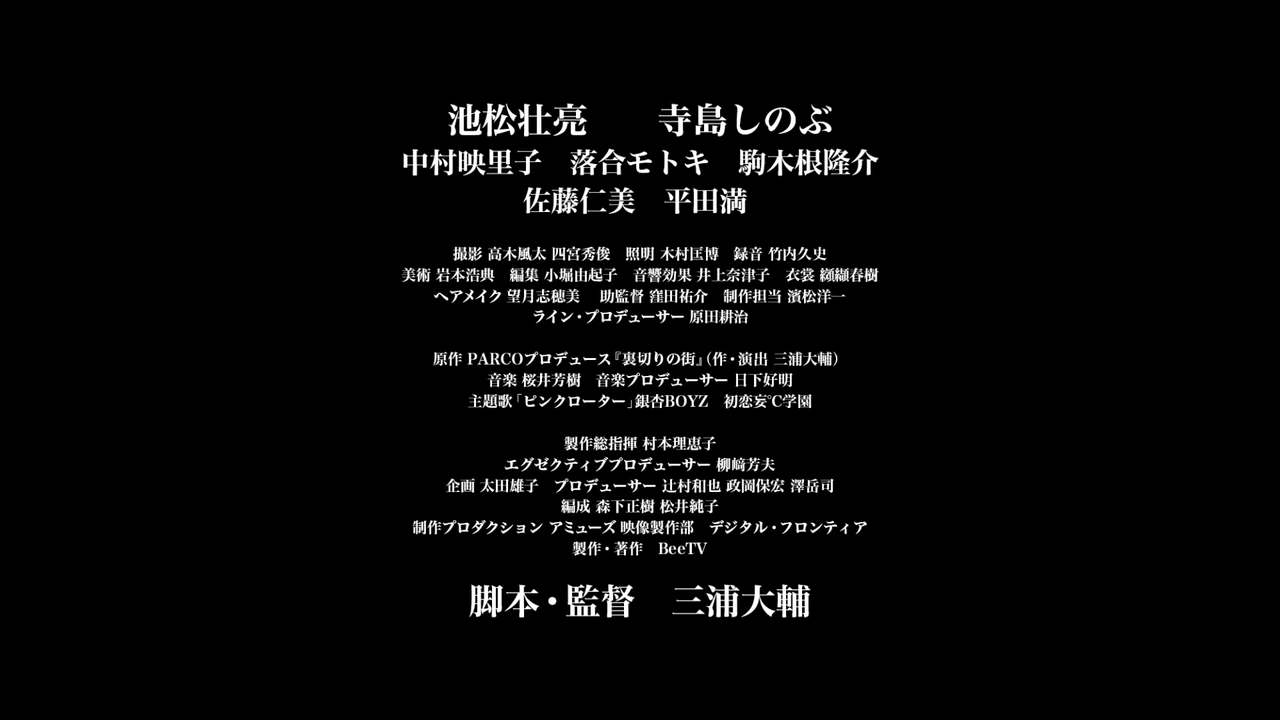 池松壮亮　　寺島しのぶ
中村映里子　落合モトキ　駒木根隆介
佐藤仁美　平田満
撮影 高木風太 四宮秀俊　照明 木村匡博　録音 竹内久史
美術 岩本浩典　編集 小堀由起子　音響効果 井上奈津子　衣裳 纐纈春樹
ヘアメイク 望月志穂美　助監督 窪田祐介　制作担当 濱松洋一
ライン・プロデューサー 原田耕治
原作 PARCOプロデュース『裏切りの街』（作・演出 三浦大輔）
音楽 桜井芳樹　音楽プロデューサー 日下好明
主題歌「ピンクローター」銀杏BOYZ　初恋妄℃学園
製作総指揮 村本理恵子
エグゼクティブプロデューサー 柳﨑芳夫
企画 太田雄子　プロデューサー 辻村和也 政岡保宏 澤岳司
編成 森下正樹 松井純子
制作プロダクション アミューズ 映像製作部　デジタル・フロンティア
製作・著作　BeeTV
脚本・監督　三浦大輔